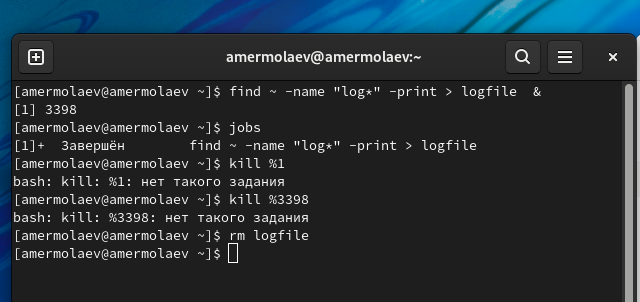 amermolaev@amermolaev:~
[amermolaev@amermolaev ~]$ find ~ -name "log*" -print > logfile  &
[1] 3398
[amermolaev@amermolaev ~]$ jobs
[1]+  Завершён        find ~ -name "log*" -print > logfile
[amermolaev@amermolaev ~]$ kill %1
bash: kill: %1: нет такого задания
[amermolaev@amermolaev ~]$ kill %3398
bash: kill: %3398: нет такого задания
[amermolaev@amermolaev ~]$ rm logfile
[amermolaev@amermolaev ~]$